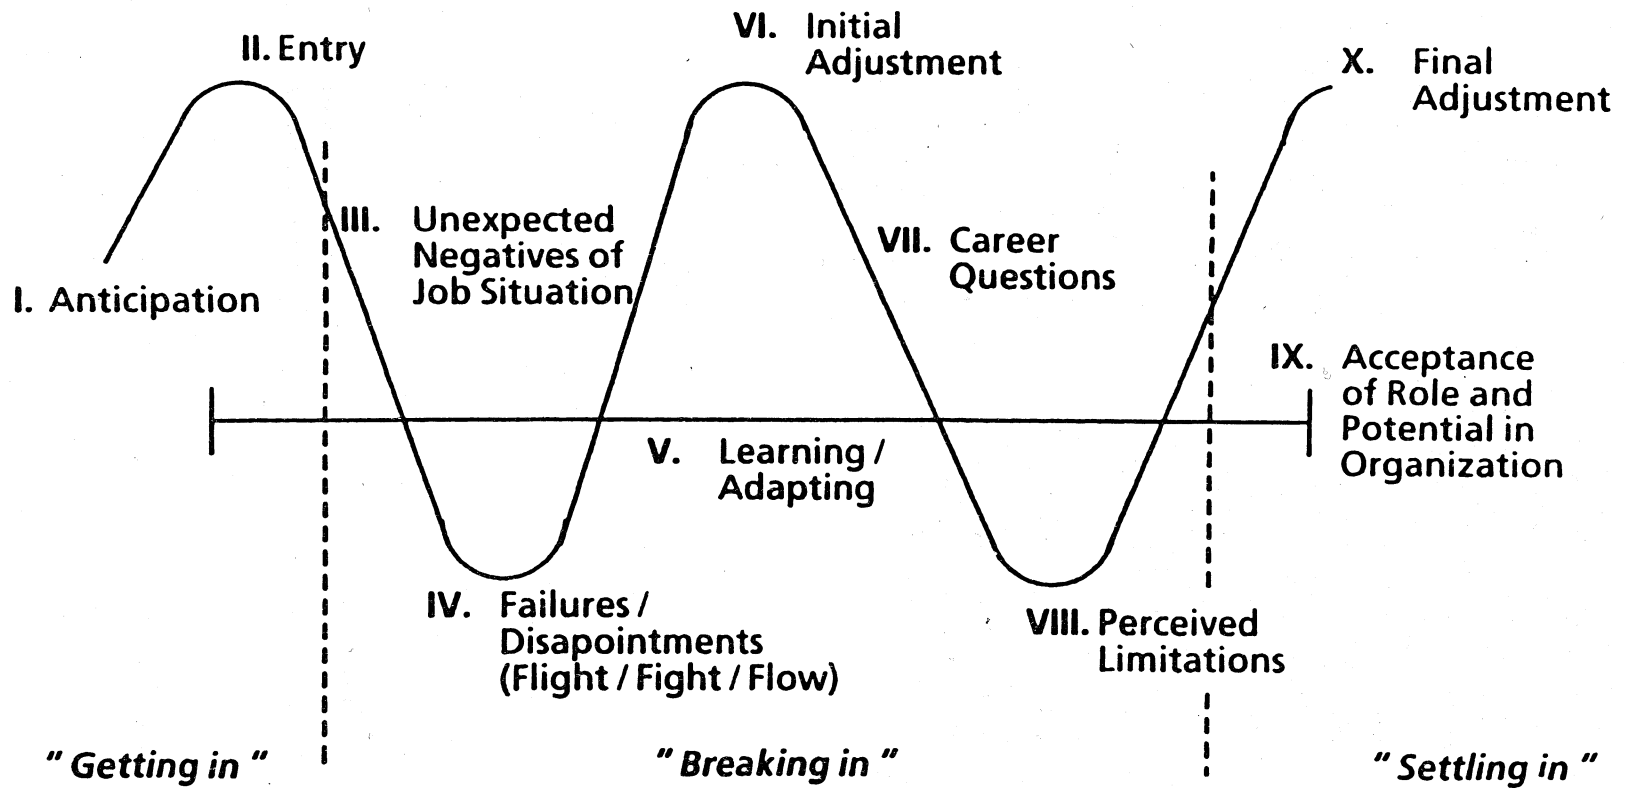 II. Entry
VI. Initial
Adjustment
X. Final
Adjustment
III. Unexpected
Negatives of
Job Situation
VII. Career
Questions
I. Anticipation
IX. Acceptance
of Role and
Potential in
Organization
V. Learning /
Adapting
IV. Failures /
Disapointments
(Flight / Fight / Flow)
VIII. Perceived
Limitations
" Getting in "
" Breaking in "
" Settling in "